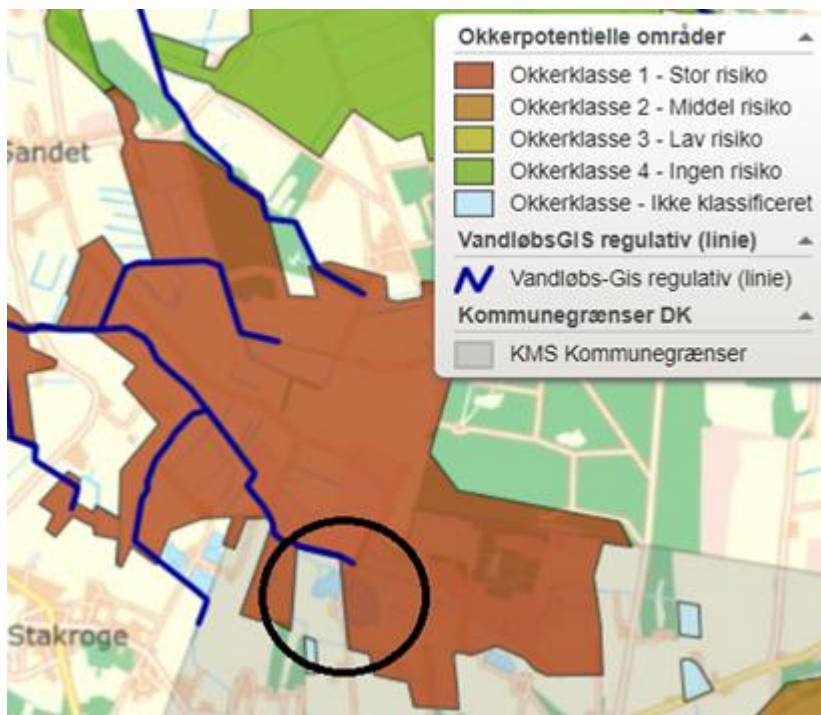 Okkerpotentielle områder
Okkerklasse 1 - Stor risiko
Okkerklasse 2 - Middel risiko
Okkerklasse 3 - Lav risiko
Okkerklasse 4 - Ingen risiko
Okkerklasse - Ikke klassificeret
VandløbsGIS regulativ (linie)
Vandløbs-Gis regulativ (linie)
Kommunegrænser DK
KMS Kommunegrænser
Sandet
Stakroge